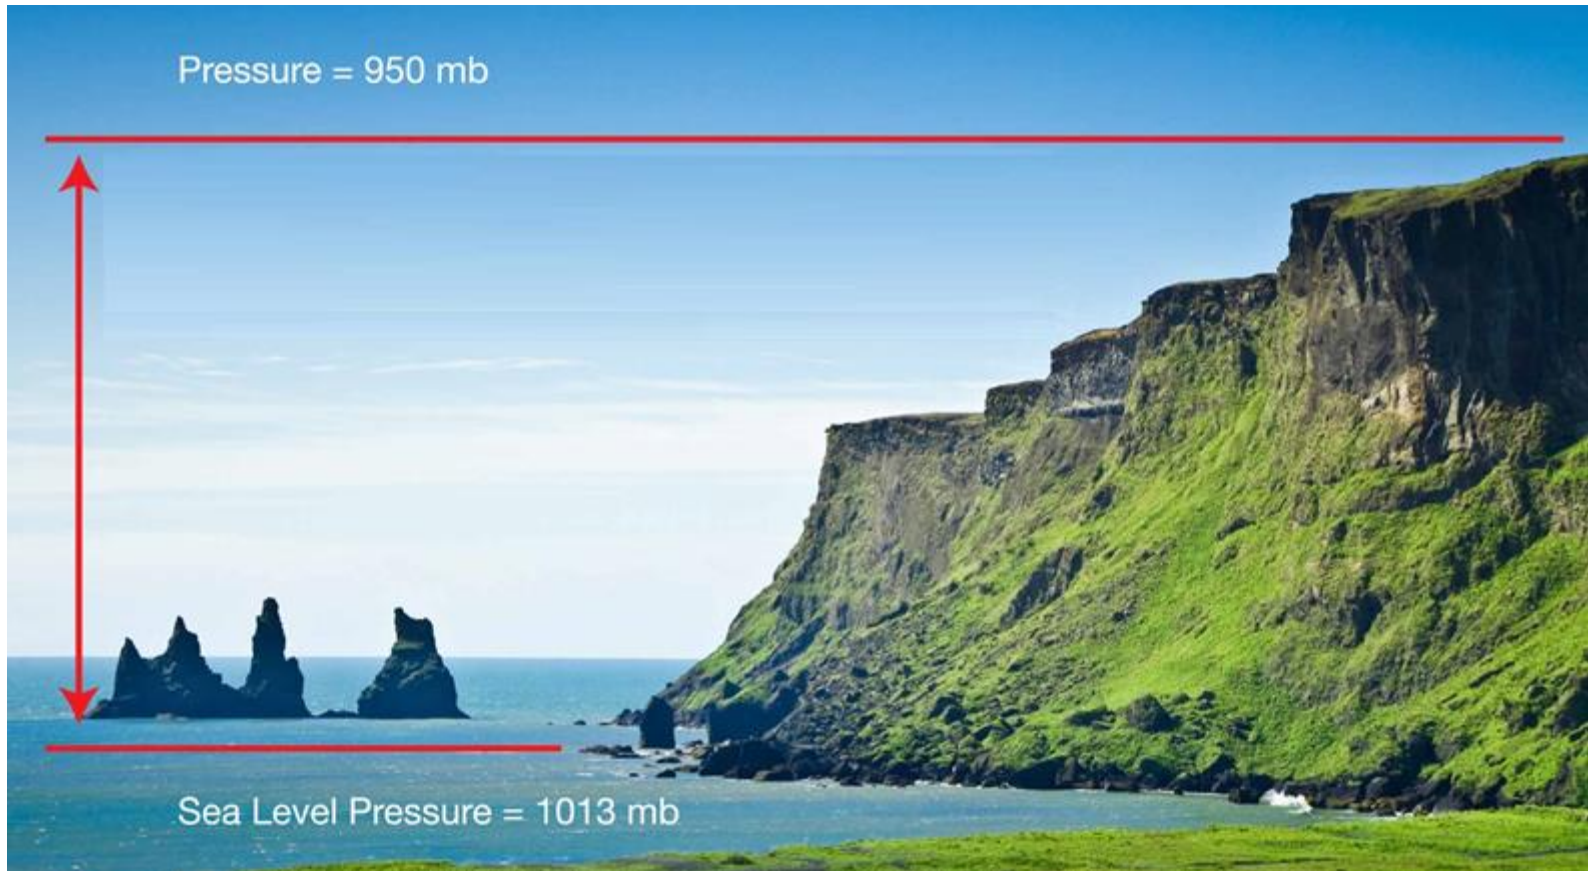 Pressure = 950 mb
Sea Level Pressure = 1013 mb